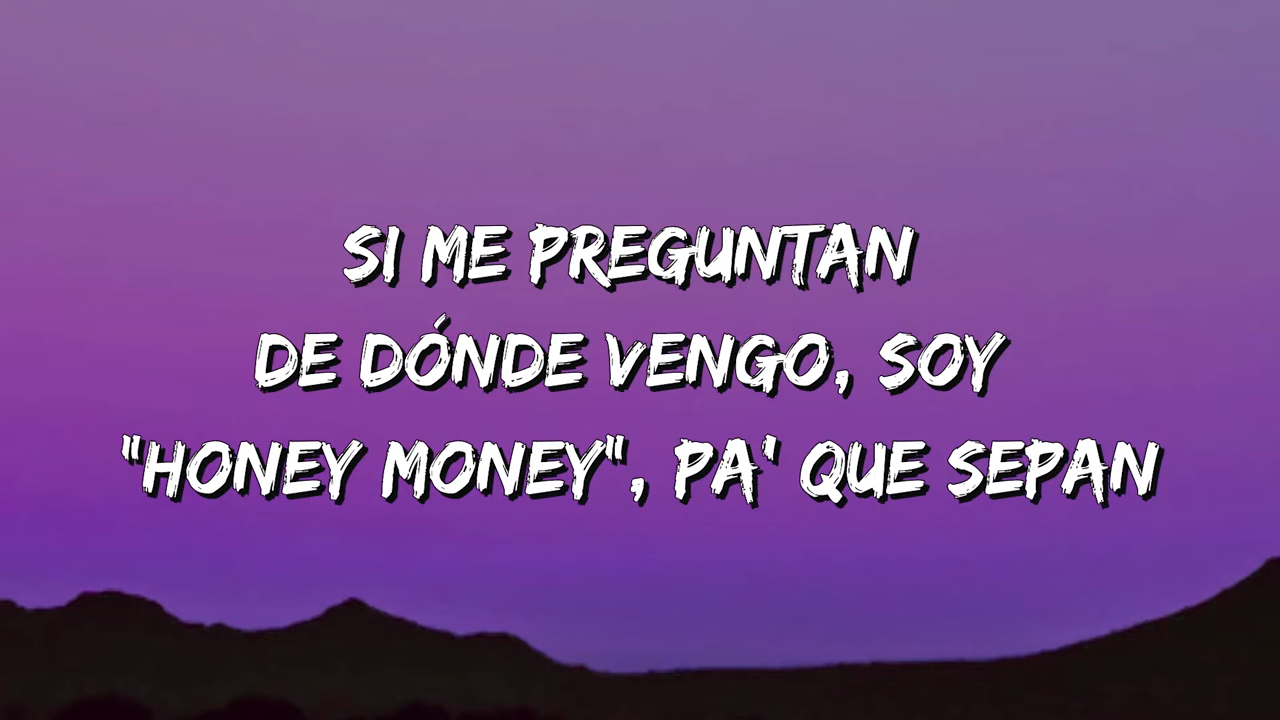 SI ME PREGUNTAN
DE DÓNDE VENGO, SOY
"HONEY MONEY", PA' QUE SEPAN